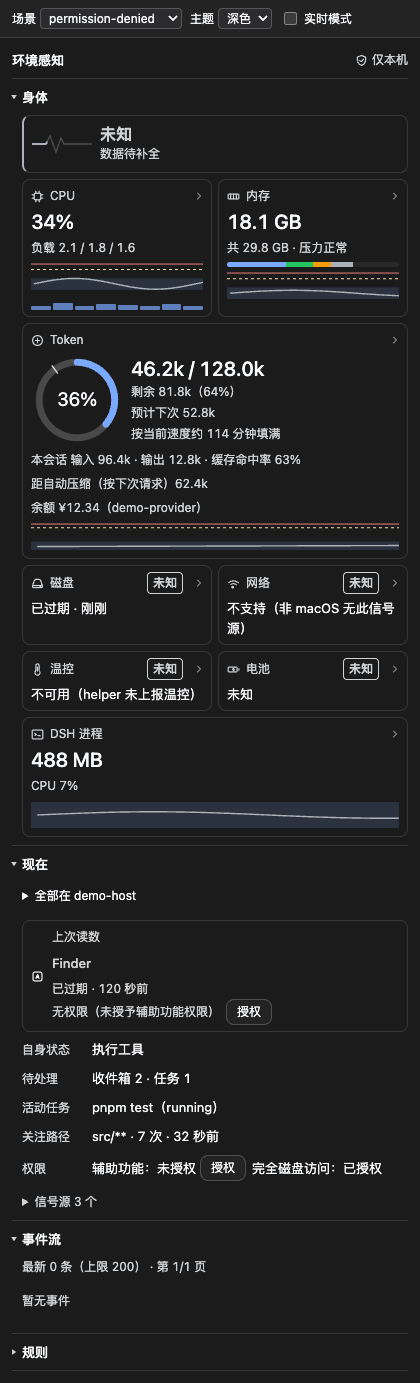 场景 permission-denied 主题 深色 实时模式
环境感知 仅本机
身体
未知
数据待补全
CPU
34%
负载 2.1 / 1.8 / 1.6
内存
18.1 GB
共 29.8 GB · 压力正常
Token
36%
46.2k / 128.0k
剩余 81.8k（64%）
预计下次 52.8k
按当前速度约 114 分钟填满
本会话 输入 96.4k · 输出 12.8k · 缓存命中率 63%
距自动压缩（按下次请求）62.4k
余额 ¥12.34（demo-provider）
磁盘 未知
已过期 · 刚刚
网络 未知
不支持（非 macOS 无此信号
源）
温控 未知
不可用（helper 未上报温控）
电池 未知
未知
DSH 进程
488 MB
CPU 7%
现在
全部在 demo-host
上次读数
Finder
已过期 · 120 秒前
无权限（未授予辅助功能权限） 授权
自身状态 执行工具
待处理 收件箱 2 · 任务 1
活动任务 pnpm test（running）
关注路径 src/** · 7 次 · 32 秒前
权限 辅助功能：未授权 授权 完全磁盘访问：已授权
信号源 3 个
事件流
最新 0 条（上限 200） · 第 1/1 页
暂无事件
规则